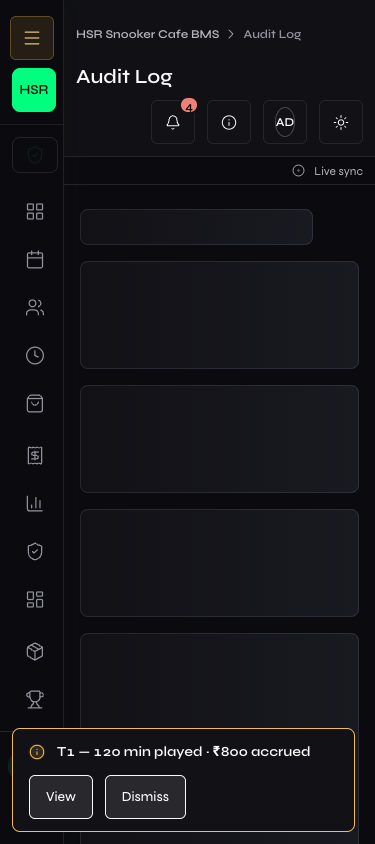 HSR Snooker Cafe BMS > Audit Log
HSR
Audit Log
4
AD
Live sync
T1 — 120 min played · ₹800 accrued
View
Dismiss